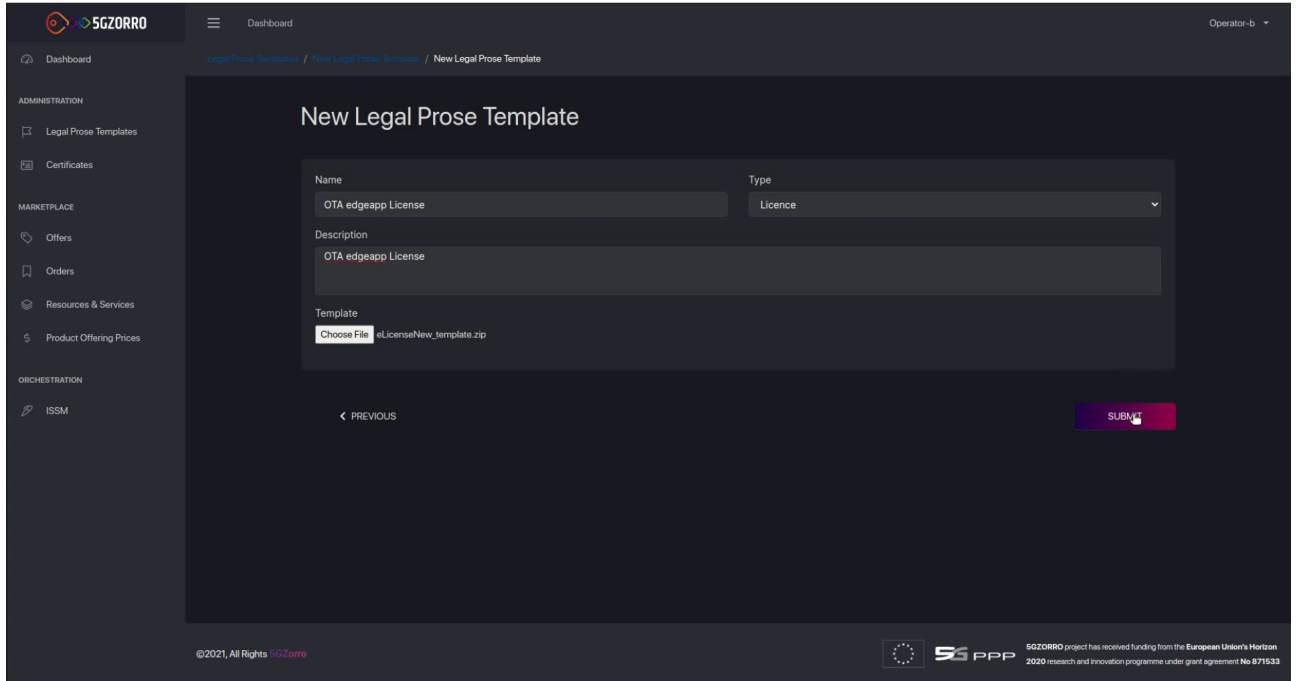 5GZORRO
Dashboard
Operator-b
Dashboard
Legal Prose Templates / New Legal Prose Template / New Legal Prose Template
ADMINISTRATION
Legal Prose Templates
Certificates
MARKETPLACE
Offers
Orders
Resources & Services
Product Offering Prices
ORCHESTRATION
ISSM
New Legal Prose Template
Name
OTA edgeapp License
Type
Licence
Description
OTA edgeapp License
Template
Choose File eLicenseNew_template.zip
PREVIOUS
SUBMIT
©2021, All Rights 5GZorro
5G PPP
5GZORRO project has received funding from the European Union's Horizon
2020 research and innovation programme under grant agreement No 871533